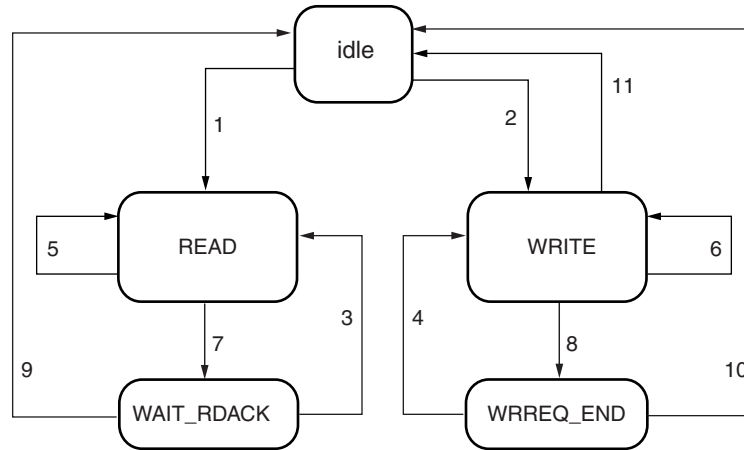 idle
11
1
2
READ
WRITE
5
6
3
4
7
8
9
10
WAIT_RDACK
WRREQ_END